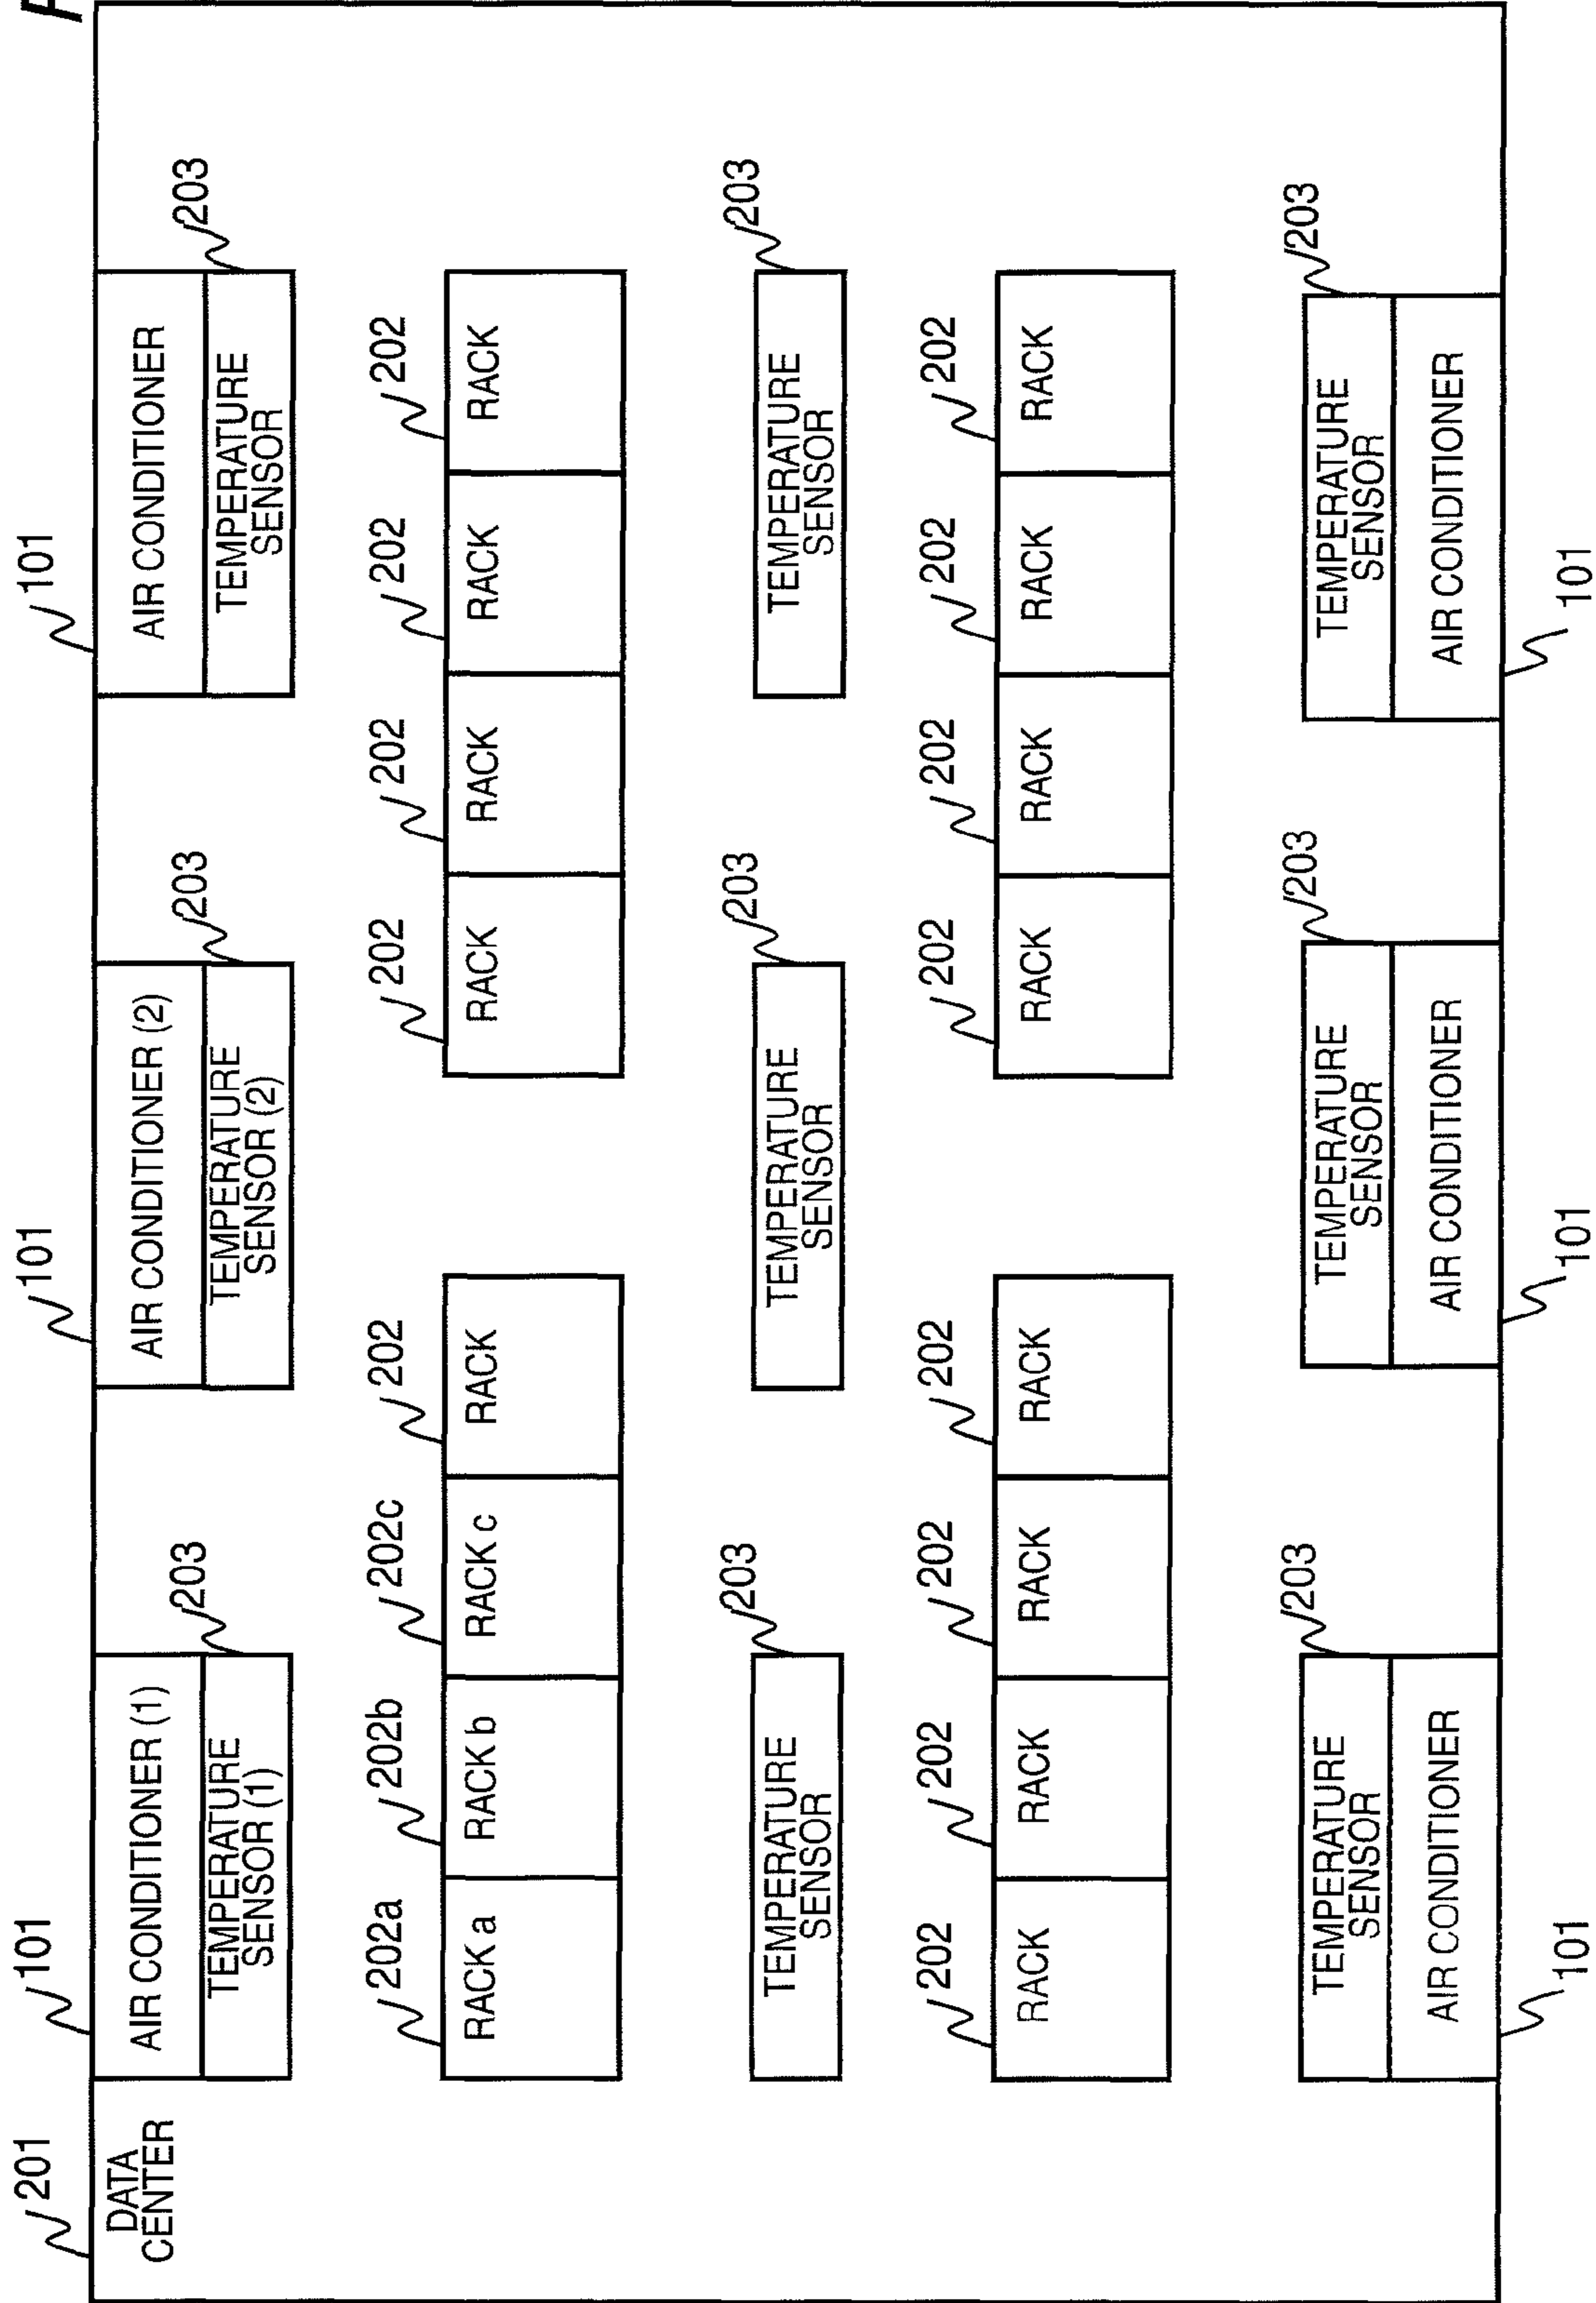 201
101
101
101
DATA
CENTER
AIR CONDITIONER (1)
203
TEMPERATURE
SENSOR (1)
AIR CONDITIONER (2)
203
TEMPERATURE
SENSOR (2)
AIR CONDITIONER
203
TEMPERATURE
SENSOR
202a
202b
202c
202
202
202
202
202
RACK a
RACK b
RACK c
RACK
RACK
RACK
RACK
RACK
203
TEMPERATURE
SENSOR
203
TEMPERATURE
SENSOR
203
TEMPERATURE
SENSOR
202
202
202
202
202
202
202
202
RACK
RACK
RACK
RACK
RACK
RACK
RACK
RACK
203
TEMPERATURE
SENSOR
AIR CONDITIONER
203
TEMPERATURE
SENSOR
AIR CONDITIONER
203
TEMPERATURE
SENSOR
AIR CONDITIONER
101
101
101